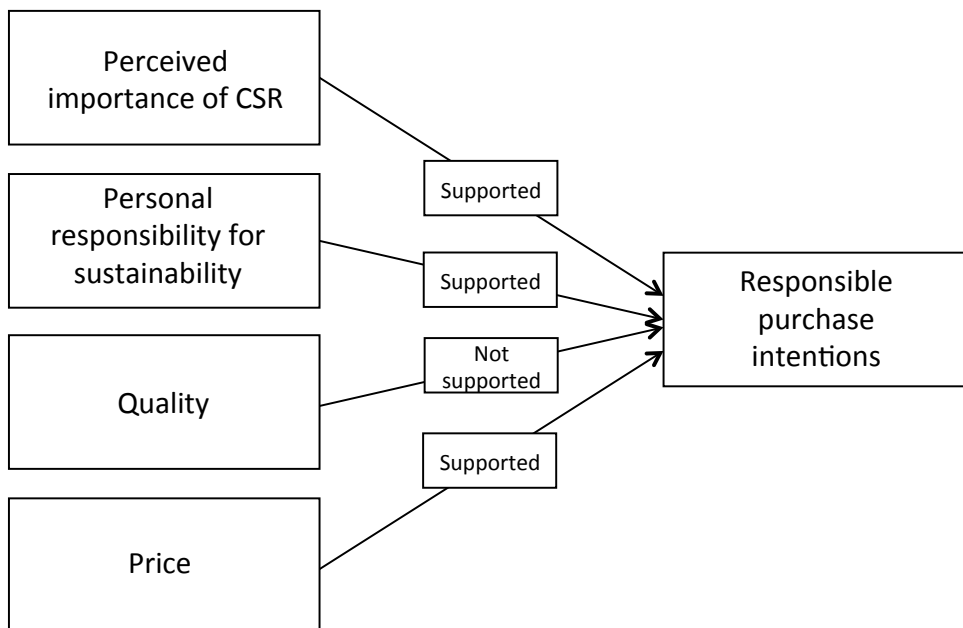 Perceived
importance of CSR
Supported
Personal
responsibility for
sustainability
Supported
Responsible
purchase
intentions
Not
supported
Quality
Supported
Price